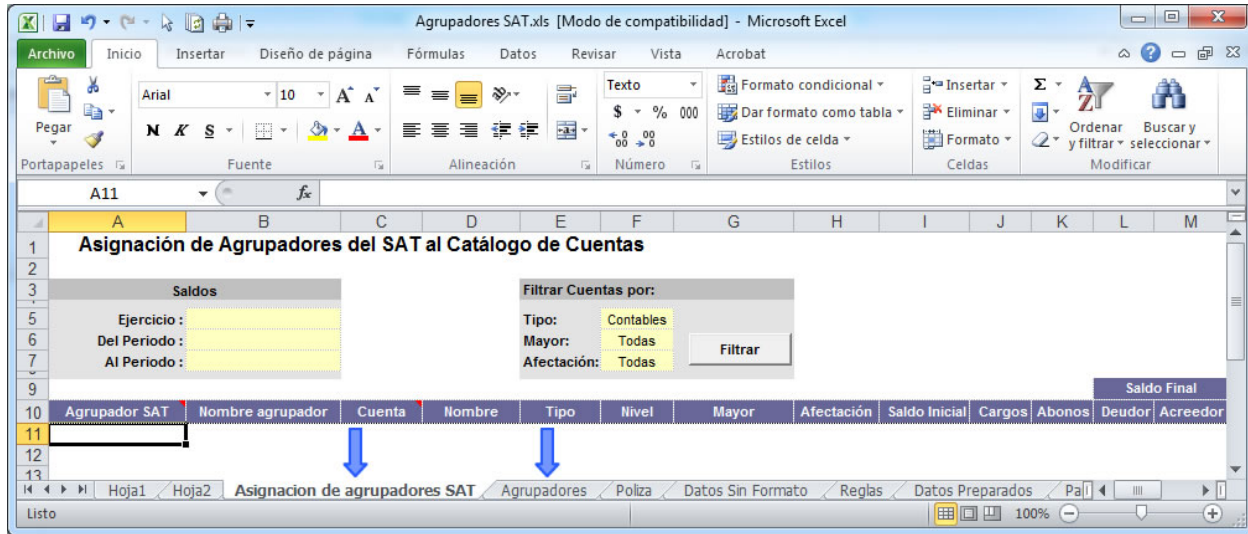 Agrupadores SAT.xls [Modo de compatibilidad] - Microsoft Excel
Archivo Inicio Insertar Diseño de página Fórmulas Datos Revisar Vista Acrobat
Pegar
Arial 10 A A
N K S A
Texto
$ % 000
Formato condicional
Dar formato como tabla
Estilos de celda
Insertar
Eliminar
Formato
Σ
Ordenar y filtrar
Buscar y seleccionar
Portapapeles Fuente Alineación Número Estilos Celdas Modificar
A11 fx
A B C D E F G H I J K L M
1 Asignación de Agrupadores del SAT al Catálogo de Cuentas
2
3 Saldos Filtrar Cuentas por:
5 Ejercicio : Tipo: Contables
6 Del Periodo : Mayor: Todas Filtrar
7 Al Periodo : Afectación: Todas
9 Saldo Final
10 Agrupador SAT Nombre agrupador Cuenta Nombre Tipo Nivel Mayor Afectación Saldo Inicial Cargos Abonos Deudor Acreedor
11
12
13
Hoja1 Hoja2 Asignacion de agrupadores SAT Agrupadores Poliza Datos Sin Formato Reglas Datos Preparados Pa
Listo 100%